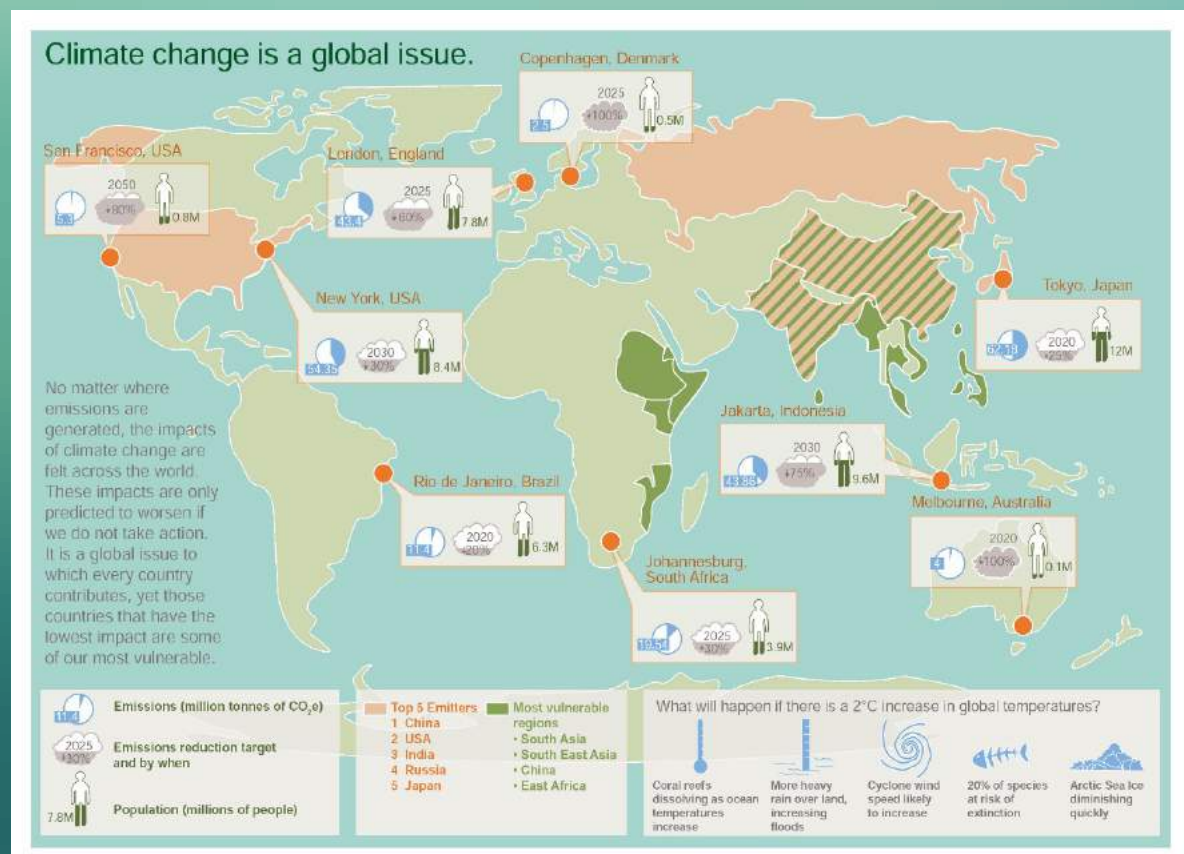 Climate change is a global issue.
Copenhagen, Denmark
2025
+100%
2.5
0.5M
San Francisco, USA
2050
+80%
5.3
0.8M
London, England
2025
+60%
43.4
7.8M
New York, USA
2030
+30%
54.35
8.4M
Tokyo, Japan
2020
+25%
62.18
12M
Jakarta, Indonesia
2030
+75%
43.86
9.6M
Rio de Janeiro, Brazil
2020
+20%
11.4
6.3M
Melbourne, Australia
2020
+100%
4
0.1M
Johannesburg,
South Africa
2025
+30%
19.54
3.9M
No matter where
emissions are
generated, the impacts
of climate change are
felt across the world.
These impacts are only
predicted to worsen if
we do not take action.
It is a global issue to
which every country
contributes, yet those
countries that have the
lowest impact are some
of our most vulnerable.
11.4
Emissions (million tonnes of CO₂e)
2025
+30%
Emissions reduction target
and by when
7.8M
Population (millions of people)
Top 5 Emitters
1 China
2 USA
3 India
4 Russia
5 Japan
Most vulnerable
regions
• South Asia
• South East Asia
• China
• East Africa
What will happen if there is a 2°C increase in global temperatures?
Coral reefs
dissolving as ocean
temperatures
increase
More heavy
rain over land,
increasing
floods
Cyclone wind
speed likely
to increase
20% of species
at risk of
extinction
Arctic Sea Ice
diminishing
quickly